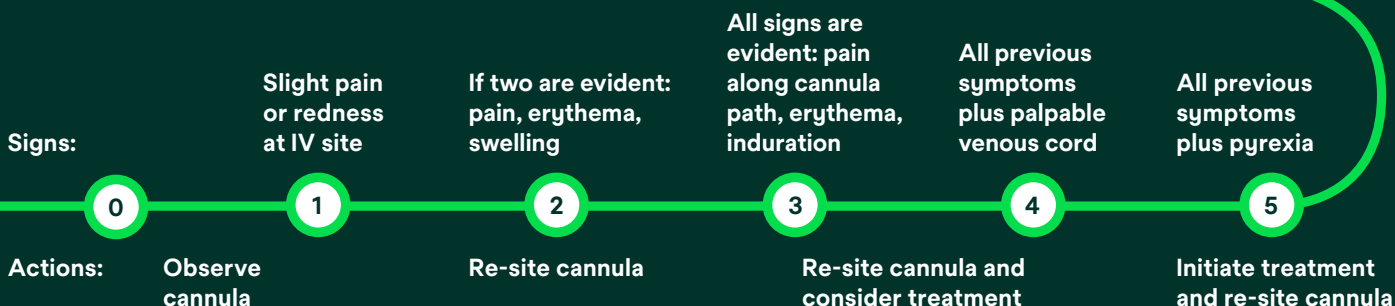 Signs:
Slight pain
or redness
at IV site
If two are evident:
pain, erythema,
swelling
All signs are
evident: pain
along cannula
path, erythema,
induration
All previous
symptoms
plus palpable
venous cord
All previous
symptoms
plus pyrexia
0
1
2
3
4
5
Actions:
Observe
cannula
Re-site cannula
Re-site cannula and
consider treatment
Initiate treatment
and re-site cannula